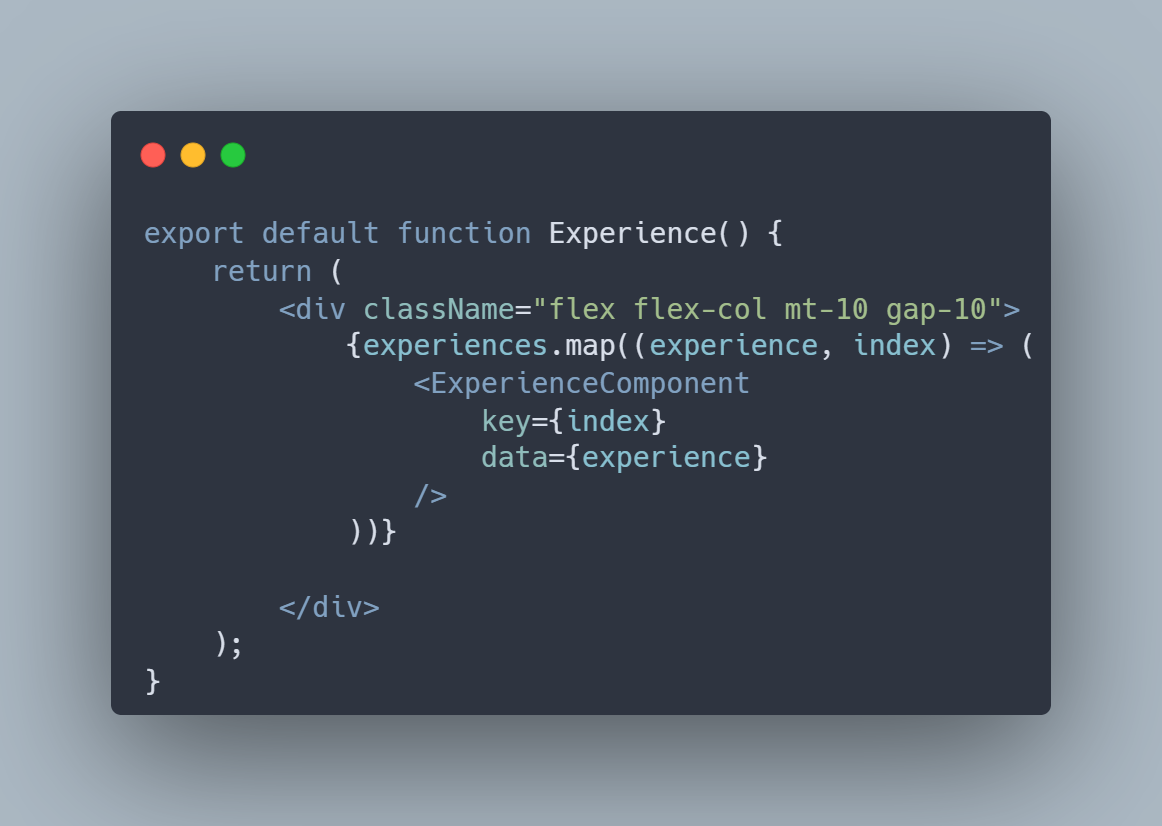 export default function Experience() {
    return (
        <div className="flex flex-col mt-10 gap-10">
            {experiences.map((experience, index) => (
                <ExperienceComponent
                    key={index}
                    data={experience}
                />
            ))}

        </div>
    );
}